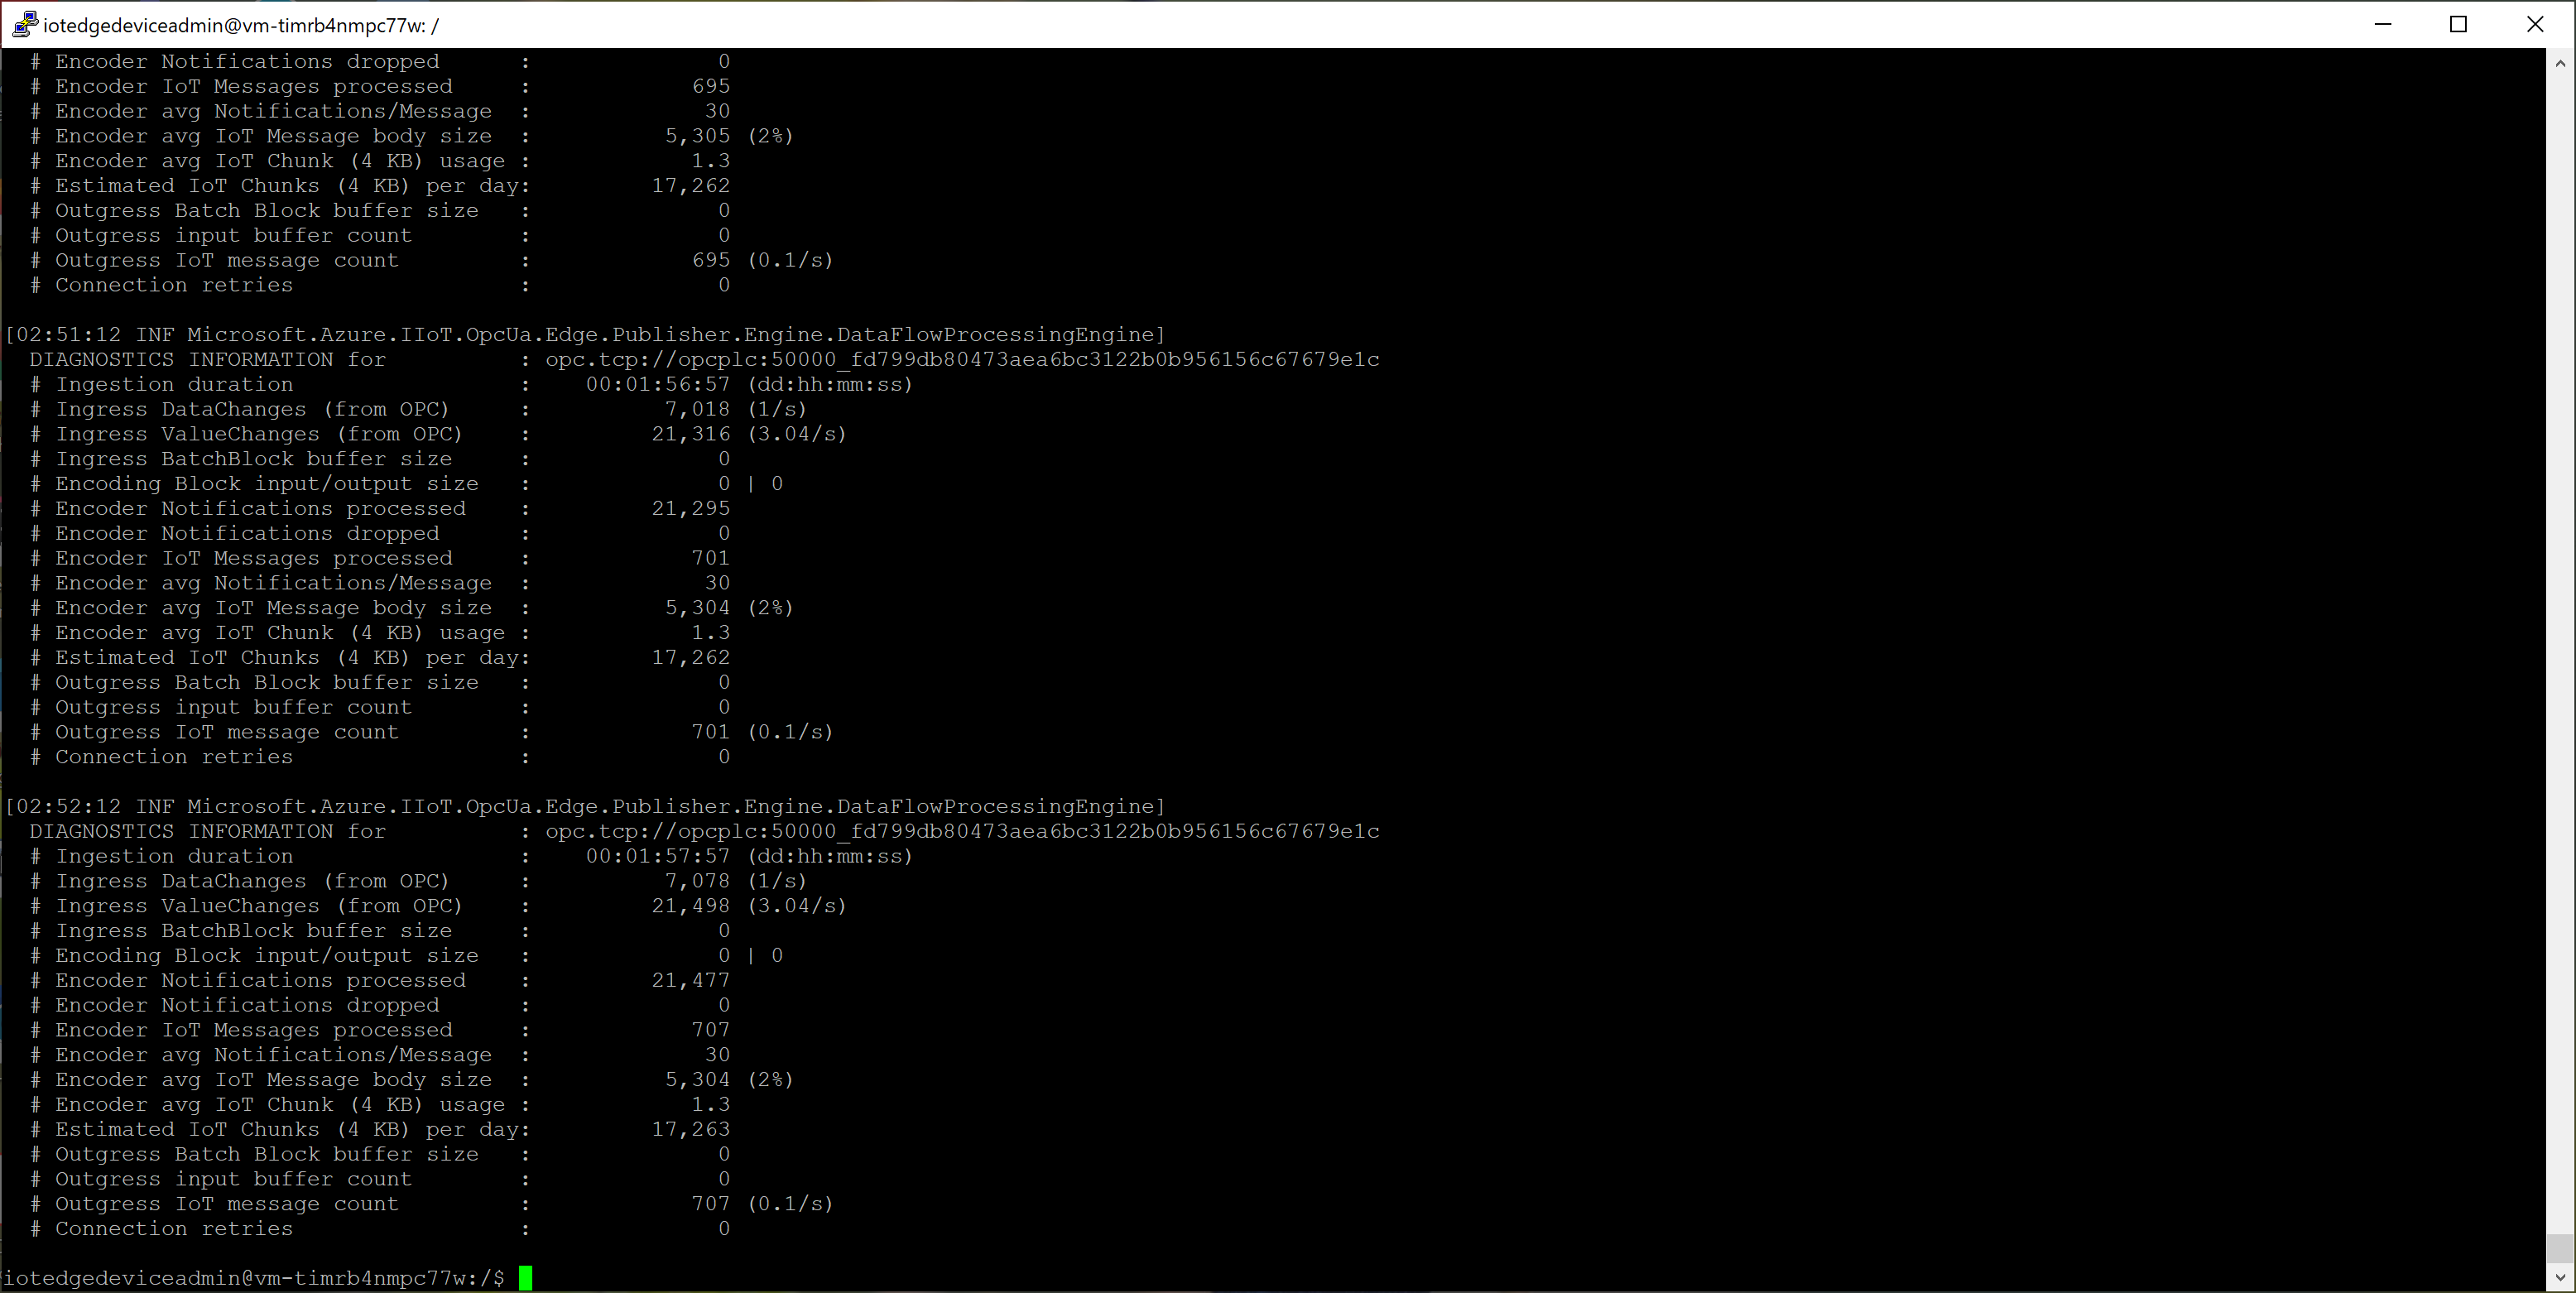 iotedgedeviceadmin@vm-timrb4nmpc77w: /
# Encoder Notifications dropped : 0
# Encoder IoT Messages processed : 695
# Encoder avg Notifications/Message : 30
# Encoder avg IoT Message body size : 5,305 (2%)
# Encoder avg IoT Chunk (4 KB) usage : 1.3
# Estimated IoT Chunks (4 KB) per day: 17,262
# Outgress Batch Block buffer size : 0
# Outgress input buffer count : 0
# Outgress IoT message count : 695 (0.1/s)
# Connection retries : 0
[02:51:12 INF Microsoft.Azure.IIoT.OpcUa.Edge.Publisher.Engine.DataFlowProcessingEngine]
DIAGNOSTICS INFORMATION for : opc.tcp://opcplc:50000_fd799db80473aea6bc3122b0b956156c67679e1c
# Ingestion duration : 00:01:56:57 (dd:hh:mm:ss)
# Ingress DataChanges (from OPC) : 7,018 (1/s)
# Ingress ValueChanges (from OPC) : 21,316 (3.04/s)
# Ingress BatchBlock buffer size : 0
# Encoding Block input/output size : 0 | 0
# Encoder Notifications processed : 21,295
# Encoder Notifications dropped : 0
# Encoder IoT Messages processed : 701
# Encoder avg Notifications/Message : 30
# Encoder avg IoT Message body size : 5,304 (2%)
# Encoder avg IoT Chunk (4 KB) usage : 1.3
# Estimated IoT Chunks (4 KB) per day: 17,262
# Outgress Batch Block buffer size : 0
# Outgress input buffer count : 0
# Outgress IoT message count : 701 (0.1/s)
# Connection retries : 0
[02:52:12 INF Microsoft.Azure.IIoT.OpcUa.Edge.Publisher.Engine.DataFlowProcessingEngine]
DIAGNOSTICS INFORMATION for : opc.tcp://opcplc:50000_fd799db80473aea6bc3122b0b956156c67679e1c
# Ingestion duration : 00:01:57:57 (dd:hh:mm:ss)
# Ingress DataChanges (from OPC) : 7,078 (1/s)
# Ingress ValueChanges (from OPC) : 21,498 (3.04/s)
# Ingress BatchBlock buffer size : 0
# Encoding Block input/output size : 0 | 0
# Encoder Notifications processed : 21,477
# Encoder Notifications dropped : 0
# Encoder IoT Messages processed : 707
# Encoder avg Notifications/Message : 30
# Encoder avg IoT Message body size : 5,304 (2%)
# Encoder avg IoT Chunk (4 KB) usage : 1.3
# Estimated IoT Chunks (4 KB) per day: 17,263
# Outgress Batch Block buffer size : 0
# Outgress input buffer count : 0
# Outgress IoT message count : 707 (0.1/s)
# Connection retries : 0
iotedgedeviceadmin@vm-timrb4nmpc77w:/$